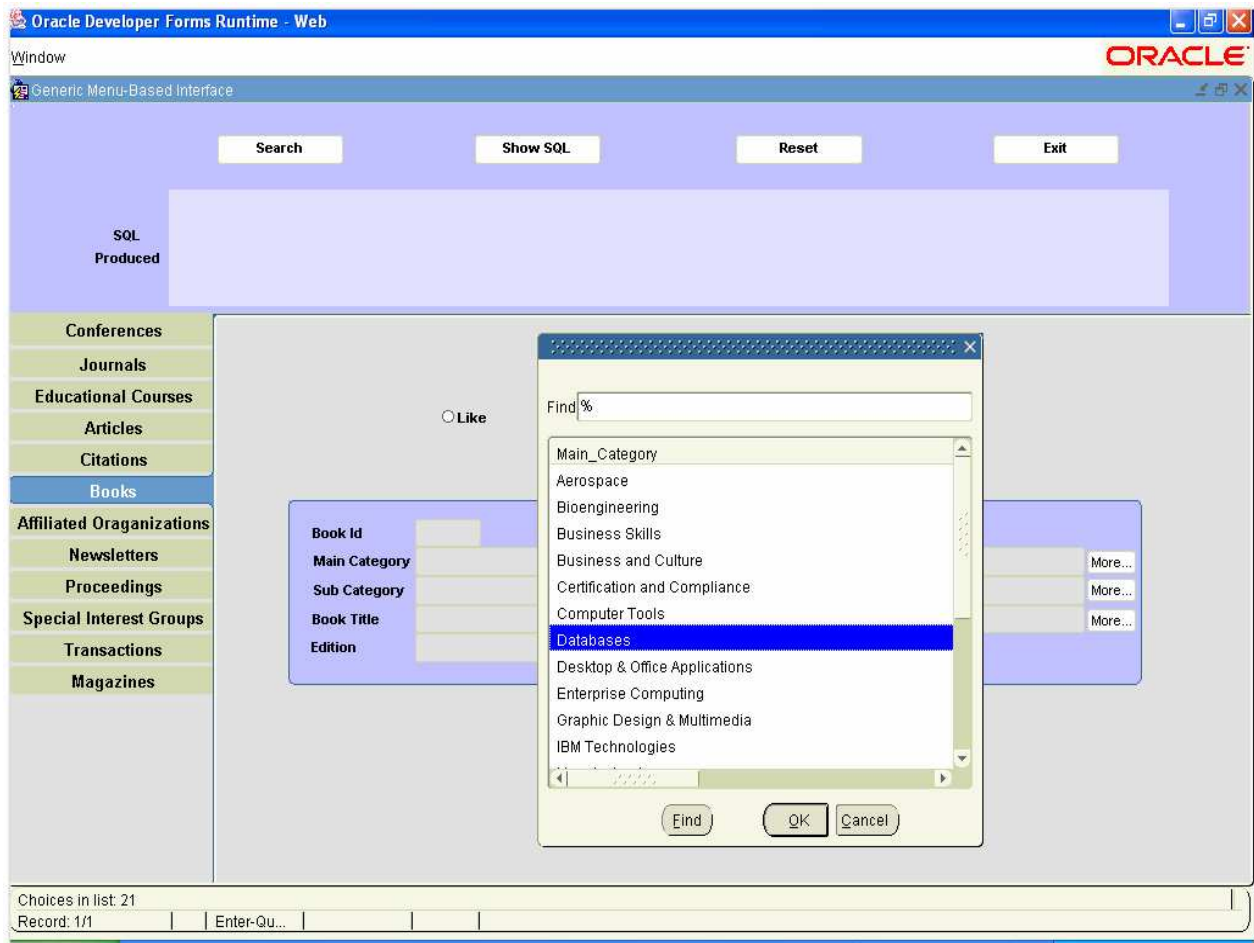 Oracle Developer Forms Runtime - Web
Window
ORACLE
Generic Menu-Based Interface
Search
Show SQL
Reset
Exit
SQL
Produced
Conferences
Journals
Educational Courses
Articles
Citations
Books
Affiliated Oraganizations
Newsletters
Proceedings
Special Interest Groups
Transactions
Magazines
Like
Book Id
Main Category
More...
Sub Category
More...
Book Title
More...
Edition
Find %
Main_Category
Aerospace
Bioengineering
Business Skills
Business and Culture
Certification and Compliance
Computer Tools
Databases
Desktop & Office Applications
Enterprise Computing
Graphic Design & Multimedia
IBM Technologies
Find
OK
Cancel
Choices in list: 21
Record: 1/1
Enter-Qu...